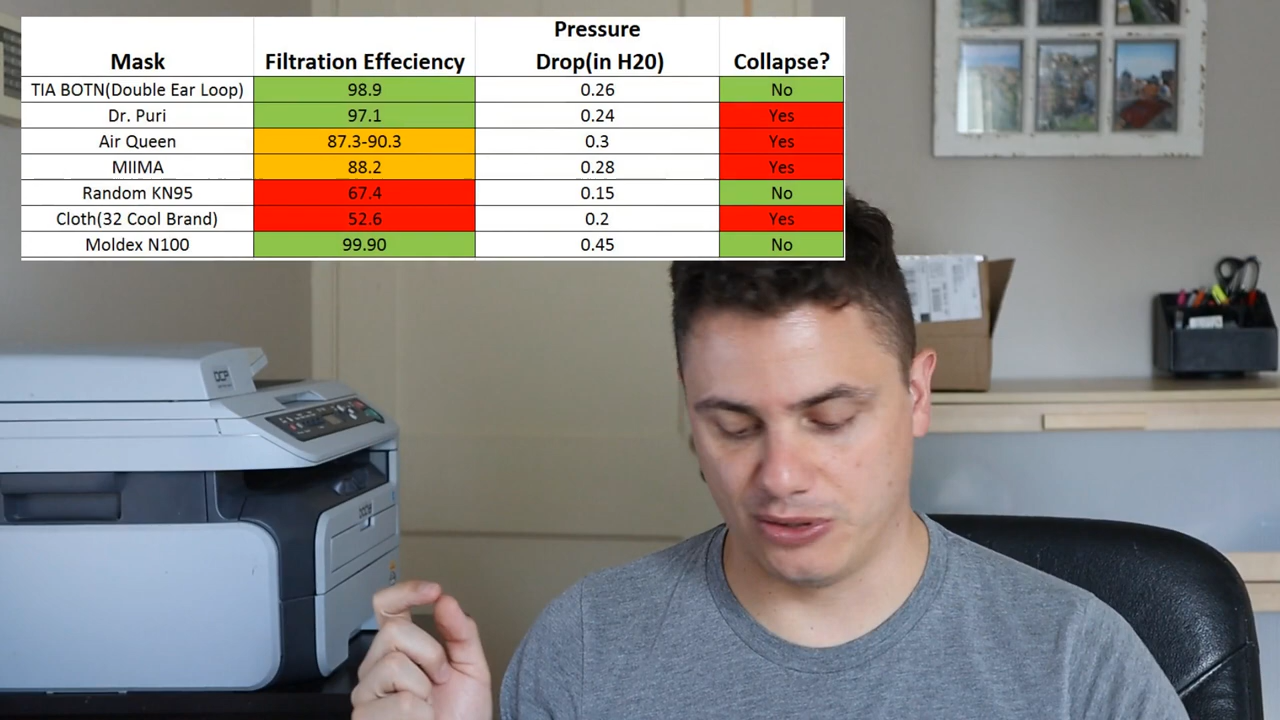 Mask Filtration Effeciency Pressure Drop(in H20) Collapse?
TIA BOTN(Double Ear Loop) 98.9 0.26 No
Dr. Puri 97.1 0.24 Yes
Air Queen 87.3-90.3 0.3 Yes
MIIMA 88.2 0.28 Yes
Random KN95 67.4 0.15 No
Cloth(32 Cool Brand) 52.6 0.2 Yes
Moldex N100 99.90 0.45 No
DCP
brother